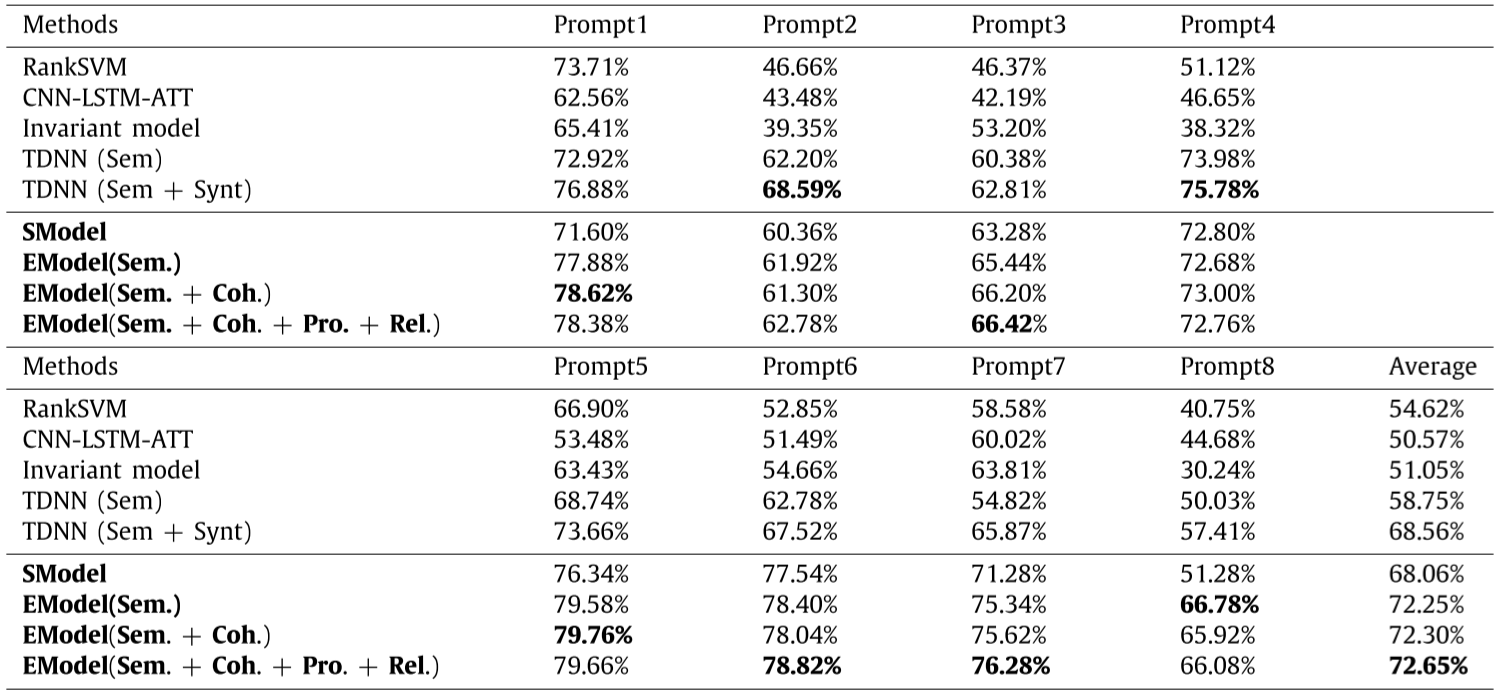 Methods Prompt1 Prompt2 Prompt3 Prompt4
RankSVM 73.71% 46.66% 46.37% 51.12%
CNN-LSTM-ATT 62.56% 43.48% 42.19% 46.65%
Invariant model 65.41% 39.35% 53.20% 38.32%
TDNN (Sem) 72.92% 62.20% 60.38% 73.98%
TDNN (Sem + Synt) 76.88% 68.59% 62.81% 75.78%
SModel 71.60% 60.36% 63.28% 72.80%
EModel(Sem.) 77.88% 61.92% 65.44% 72.68%
EModel(Sem. + Coh.) 78.62% 61.30% 66.20% 73.00%
EModel(Sem. + Coh. + Pro. + Rel.) 78.38% 62.78% 66.42% 72.76%
Methods Prompt5 Prompt6 Prompt7 Prompt8 Average
RankSVM 66.90% 52.85% 58.58% 40.75% 54.62%
CNN-LSTM-ATT 53.48% 51.49% 60.02% 44.68% 50.57%
Invariant model 63.43% 54.66% 63.81% 30.24% 51.05%
TDNN (Sem) 68.74% 62.78% 54.82% 50.03% 58.75%
TDNN (Sem + Synt) 73.66% 67.52% 65.87% 57.41% 68.56%
SModel 76.34% 77.54% 71.28% 51.28% 68.06%
EModel(Sem.) 79.58% 78.40% 75.34% 66.78% 72.25%
EModel(Sem. + Coh.) 79.76% 78.04% 75.62% 65.92% 72.30%
EModel(Sem. + Coh. + Pro. + Rel.) 79.66% 78.82% 76.28% 66.08% 72.65%